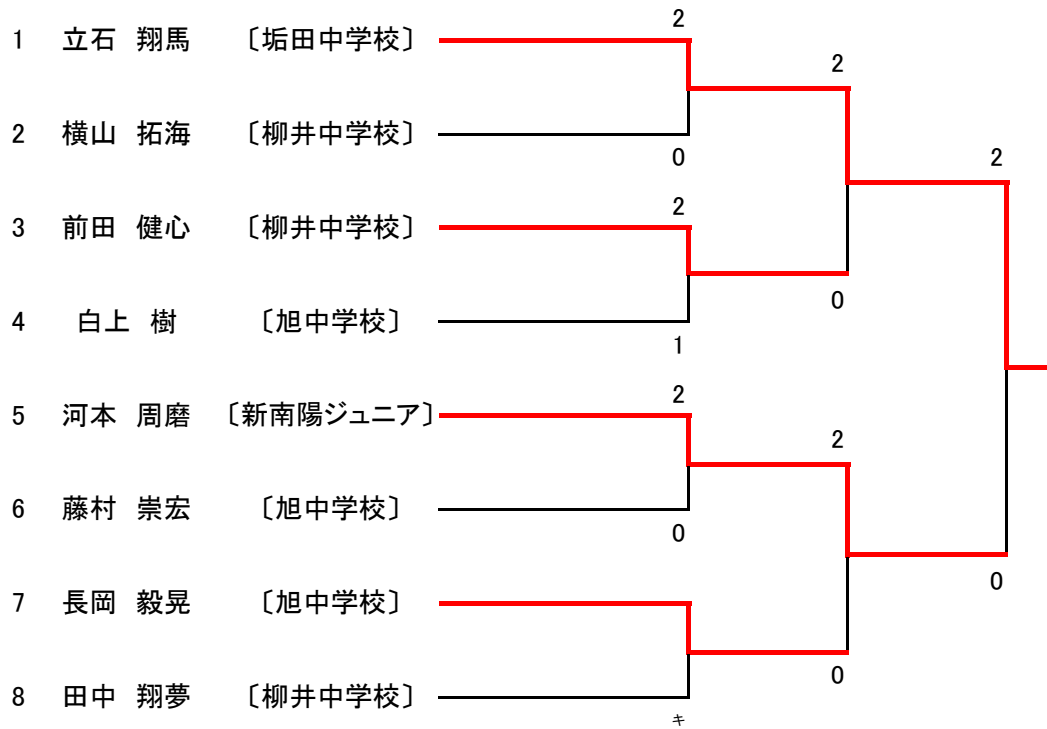 2
1 立石 翔馬 〔垢田中学校〕
2
2 横山 拓海 〔柳井中学校〕
0
2
2
3 前田 健心 〔柳井中学校〕
0
4 白上 樹 〔旭中学校〕
1
2
5 河本 周磨 〔新南陽ジュニア〕
2
6 藤村 崇宏 〔旭中学校〕
0
0
7 長岡 毅晃 〔旭中学校〕
0
8 田中 翔夢 〔柳井中学校〕
キ